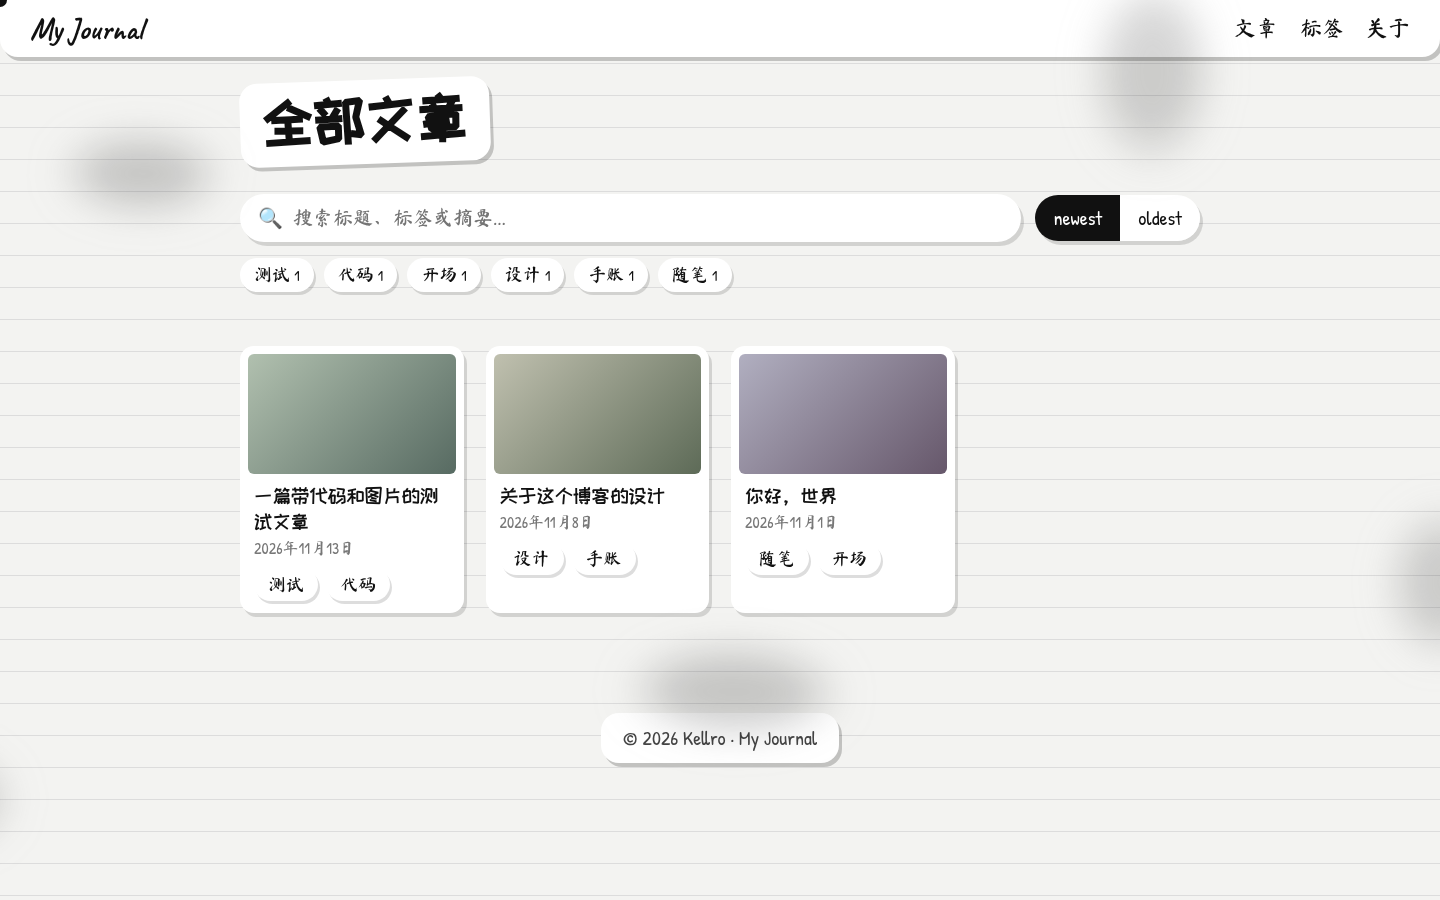 My Journal
文章 标签 关于
全部文章
🔍 搜索标题、标签或摘要...
newest oldest
测试 1 代码 1 开场 1 设计 1 手账 1 随笔 1
一篇带代码和图片的测
试文章
2026年11月13日
测试 代码
关于这个博客的设计
2026年11月8日
设计 手账
你好，世界
2026年11月1日
随笔 开场
© 2026 Kellro · My Journal